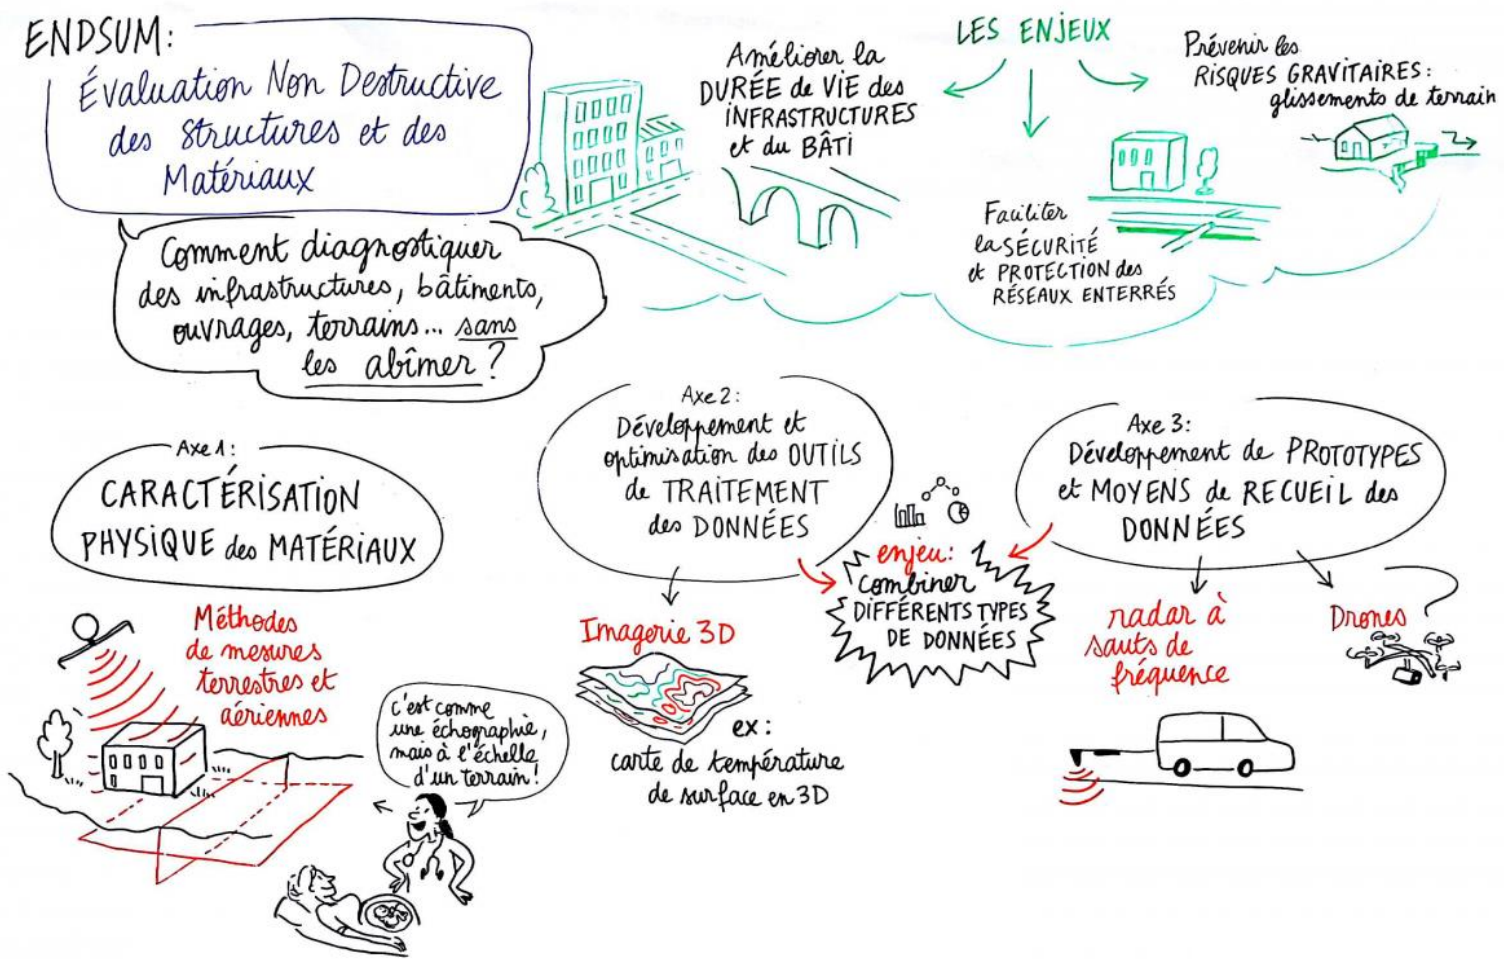 ENDSUM:
Évaluation Non Destructive
des structures et des
Matériaux
Comment diagnostiquer
des infrastructures, bâtiments,
ouvrages, terrains... sans
les abîmer ?
LES ENJEUX
Améliorer la
DURÉE de VIE des
INFRASTRUCTURES
et du BÂTI
Faciliter
la SÉCURITÉ
et PROTECTION des
RÉSEAUX ENTERRÉS
Prévenir les
RISQUES GRAVITAIRES :
glissements de terrain
Axe 1 :
CARACTÉRISATION
PHYSIQUE des MATÉRIAUX
Méthodes
de mesures
terrestres et
aériennes
c'est comme
une échographie,
mais à l'échelle
d'un terrain !
Axe 2 :
Développement et
optimisation des OUTILS
de TRAITEMENT
des DONNÉES
Imagerie 3D
ex :
carte de température
de surface en 3D
enjeu :
combiner
DIFFÉRENTS TYPES
DE DONNÉES
Axe 3 :
Développement de PROTOTYPES
et MOYENS de RECUEIL des
DONNÉES
radar à
sauts de
fréquence
Drones